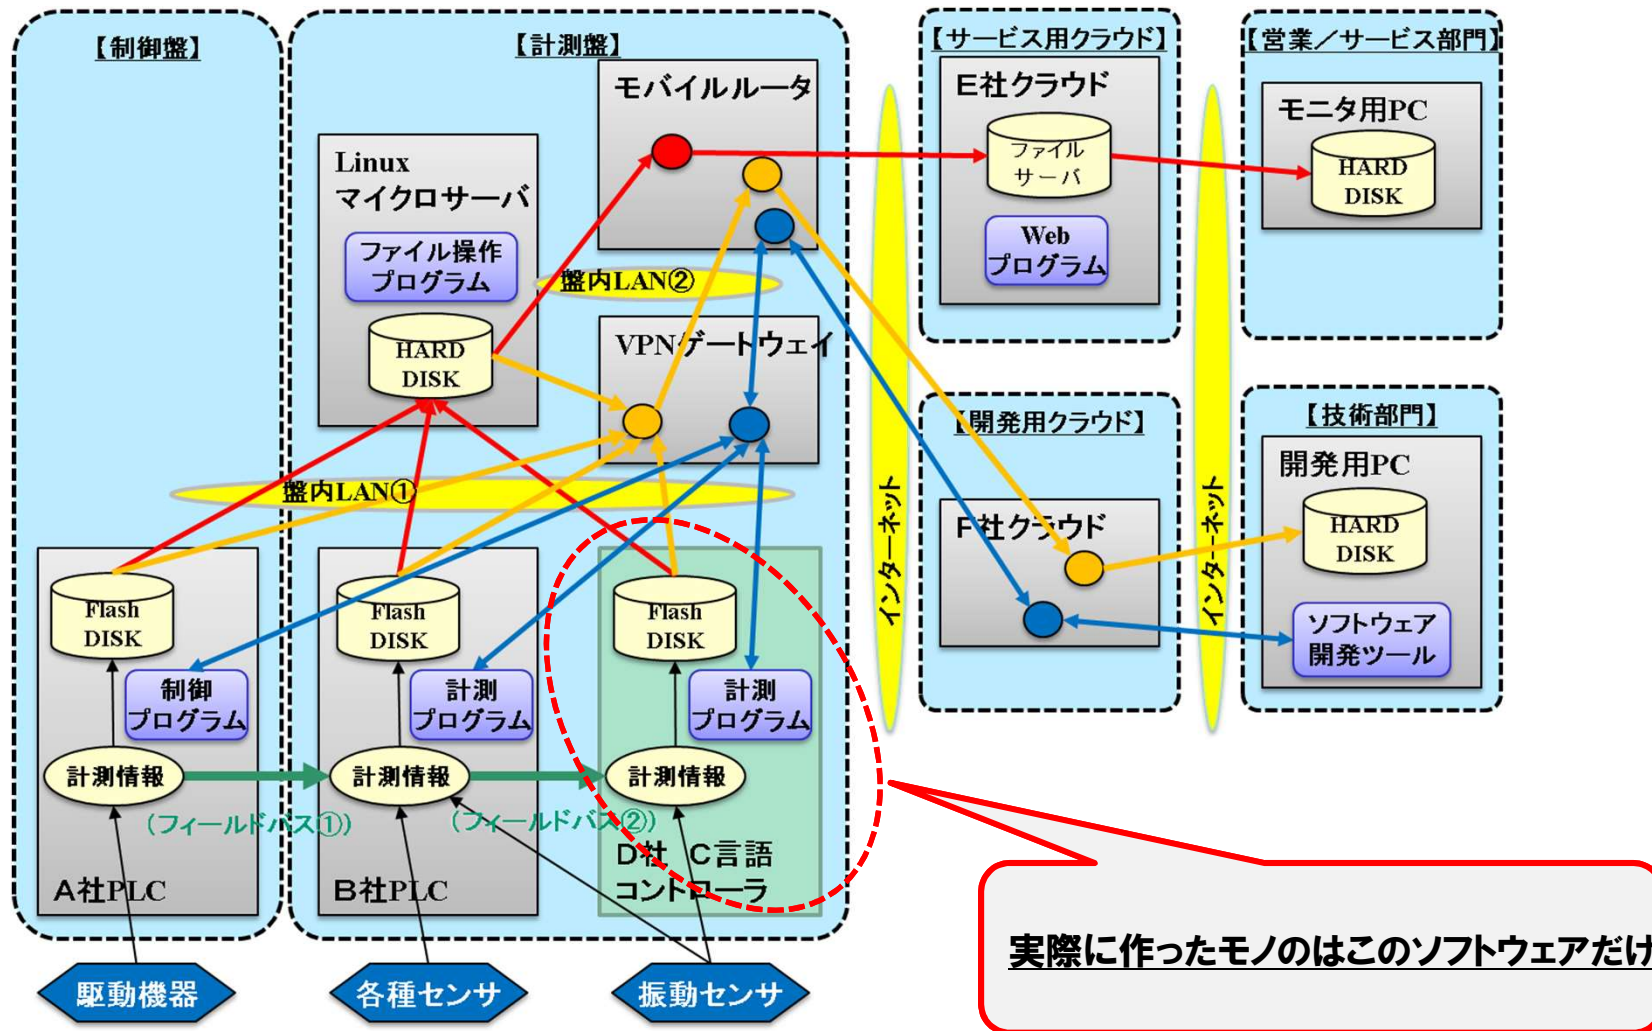 【制御盤】
【計測盤】
【サービス用クラウド】
【営業／サービス部門】
モバイルルータ
E社クラウド
モニタ用PC
Linux
マイクロサーバ
ファイル
サーバ
HARD
DISK
ファイル操作
プログラム
Web
プログラム
盤内LAN②
HARD
DISK
VPNゲートウェイ
【開発用クラウド】
【技術部門】
開発用PC
盤内LAN①
インターネット
インターネット
F社クラウド
HARD
DISK
Flash
DISK
Flash
DISK
Flash
DISK
ソフトウェア
開発ツール
制御
プログラム
計測
プログラム
計測
プログラム
計測情報
計測情報
計測情報
(フィールドバス①)
(フィールドバス②)
A社PLC
B社PLC
D社 C言語
コントローラ
実際に作ったモノのはこのソフトウェアだけ
駆動機器
各種センサ
振動センサ